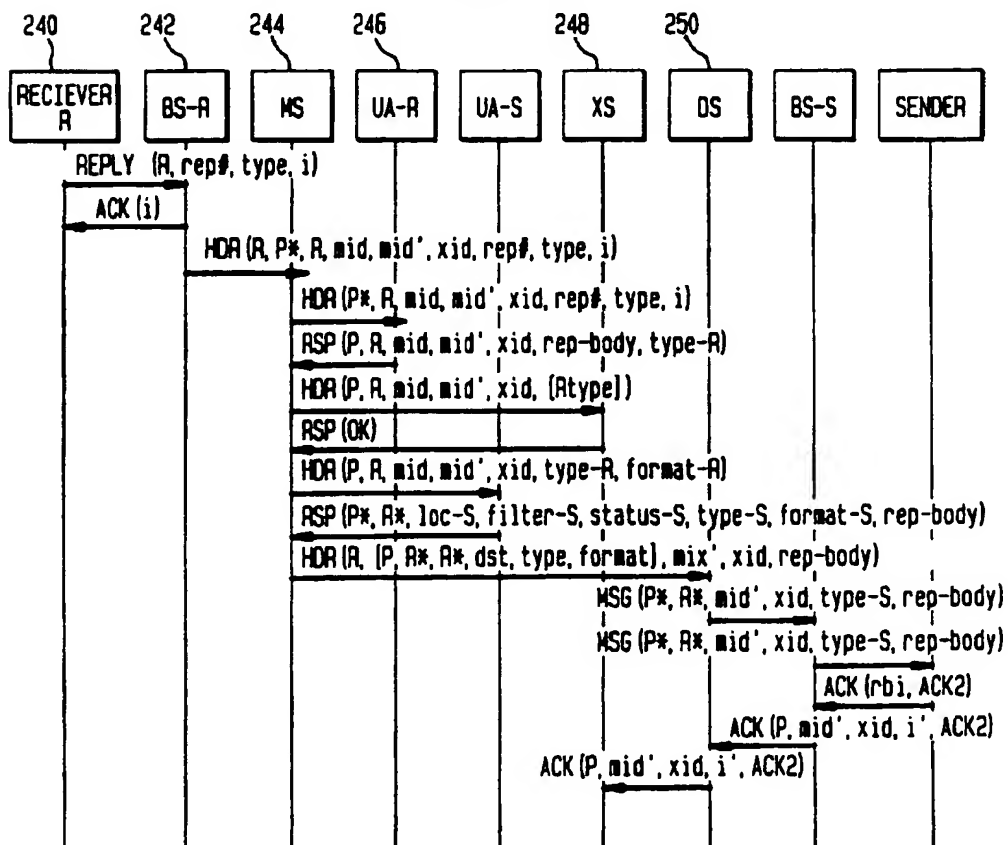 240 242 244 246 248 250
RECIEVER R BS-R MS UA-R UA-S XS DS BS-S SENDER
REPLY (R, rep#, type, i)
ACK (i)
HDR (R, P*, R, mid, mid', xid, rep#, type, i)
HDR (P*, R, mid, mid', xid, rep#, type, i)
RSP (P, R, mid, mid', xid, rep-body, type-R)
HDR (P, R, mid, mid', xid, [Rtype])
RSP (OK)
HDR (P, R, mid, mid', xid, type-R, format-R)
RSP (P*, R*, loc-S, filter-S, status-S, type-S, format-S, rep-body)
HDR (R, [P, R*, R*, dst, type, format], mix', xid, rep-body)
MSG (P*, R*, mid', xid, type-S, rep-body)
MSG (P*, R*, mid', xid, type-S, rep-body)
ACK (rbi, ACK2)
ACK (P, mid', xid, i', ACK2)
ACK (P, mid', xid, i', ACK2)